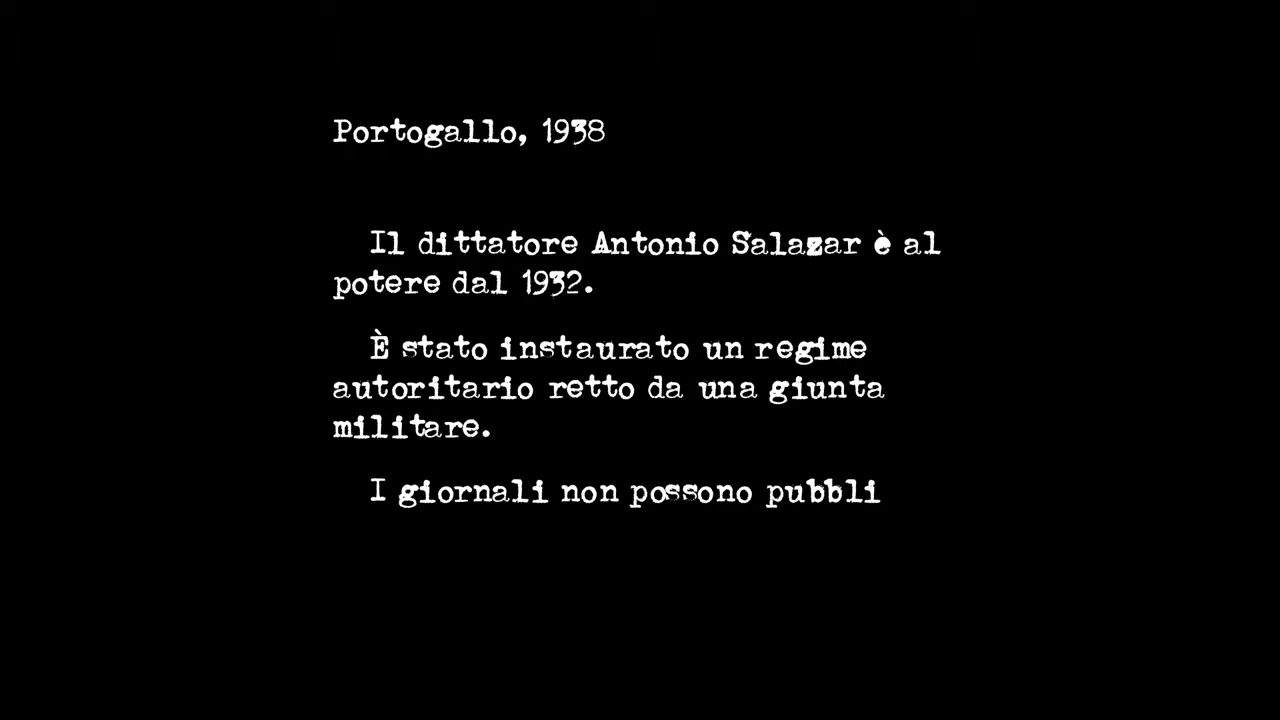 Portogallo, 1938
Il dittatore Antonio Salazar è al
potere dal 1932.
È stato instaurato un regime
autoritario retto da una giunta
militare.
I giornali non possono pubbli